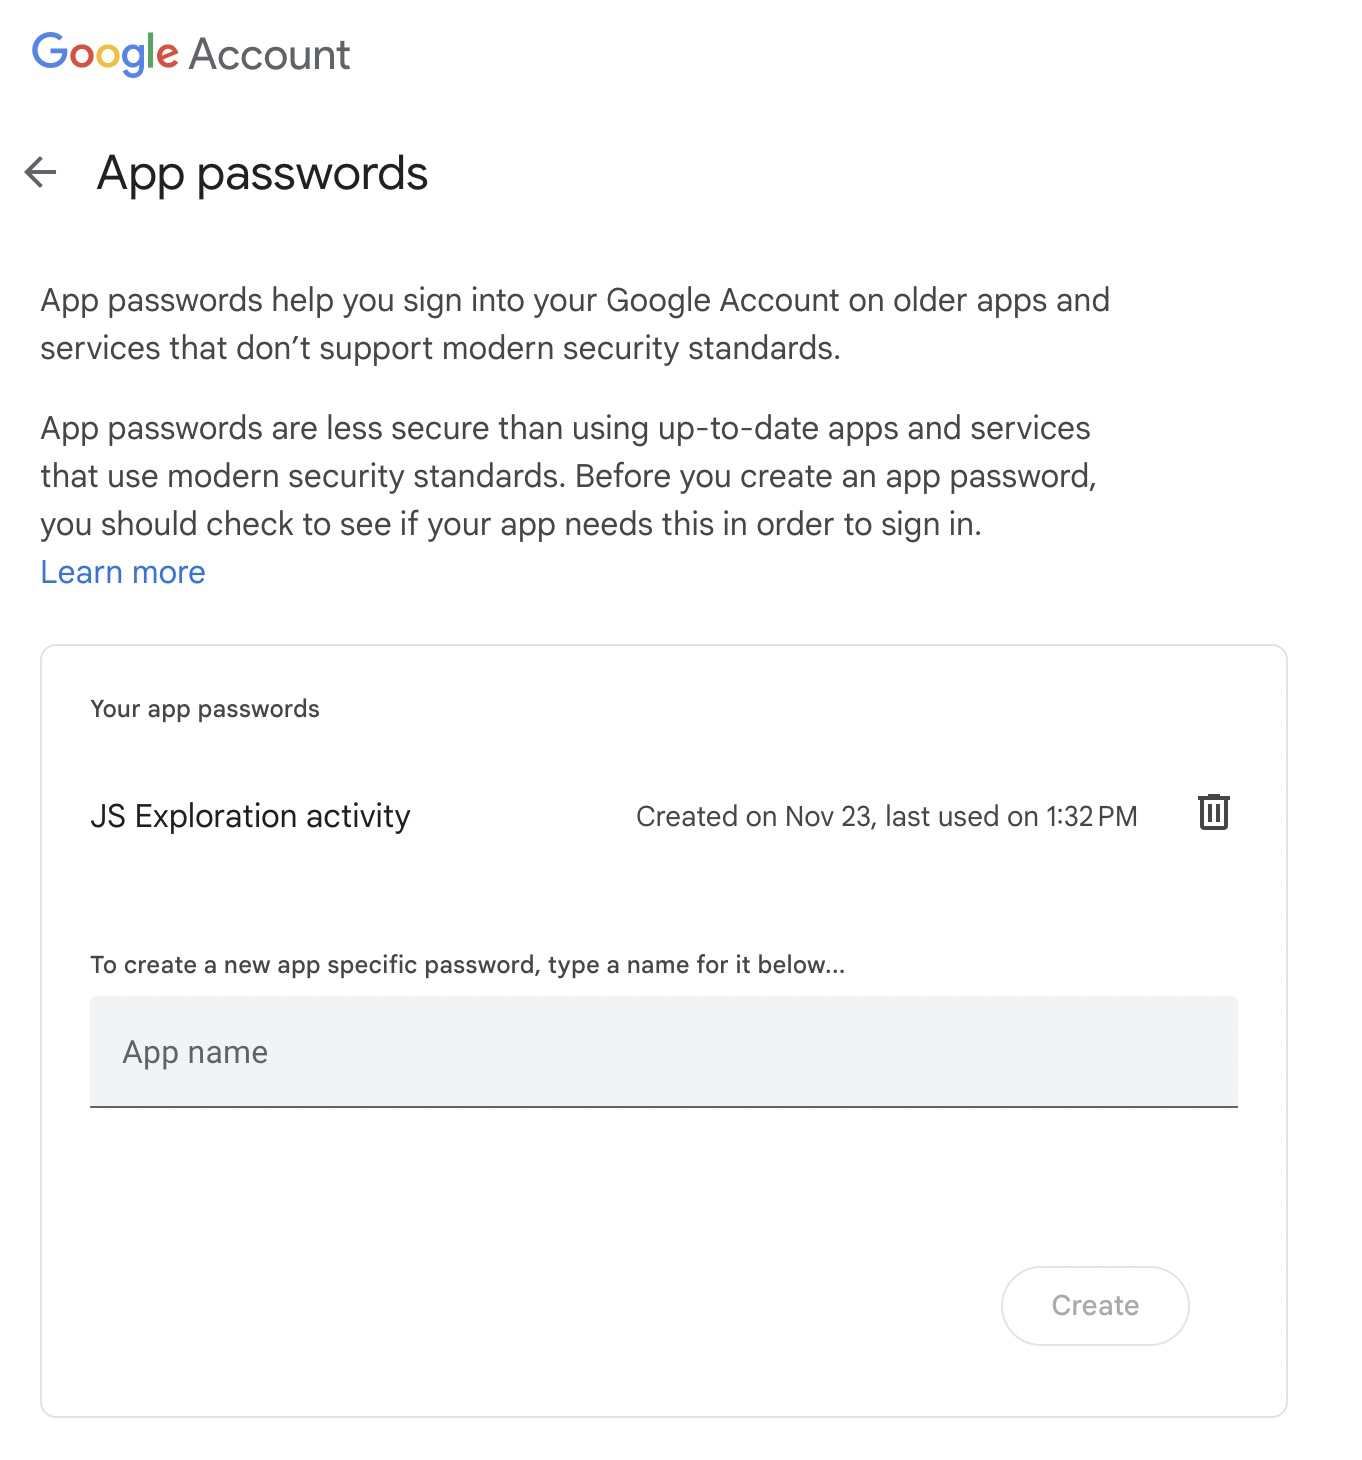 Google Account
App passwords
App passwords help you sign into your Google Account on older apps and
services that don’t support modern security standards.
App passwords are less secure than using up-to-date apps and services
that use modern security standards. Before you create an app password,
you should check to see if your app needs this in order to sign in.
Learn more
Your app passwords
JS Exploration activity Created on Nov 23, last used on 1:32 PM
To create a new app specific password, type a name for it below...
App name
Create